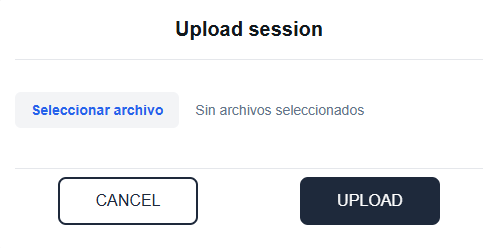 Upload session
Seleccionar archivo Sin archivos seleccionados
CANCEL UPLOAD